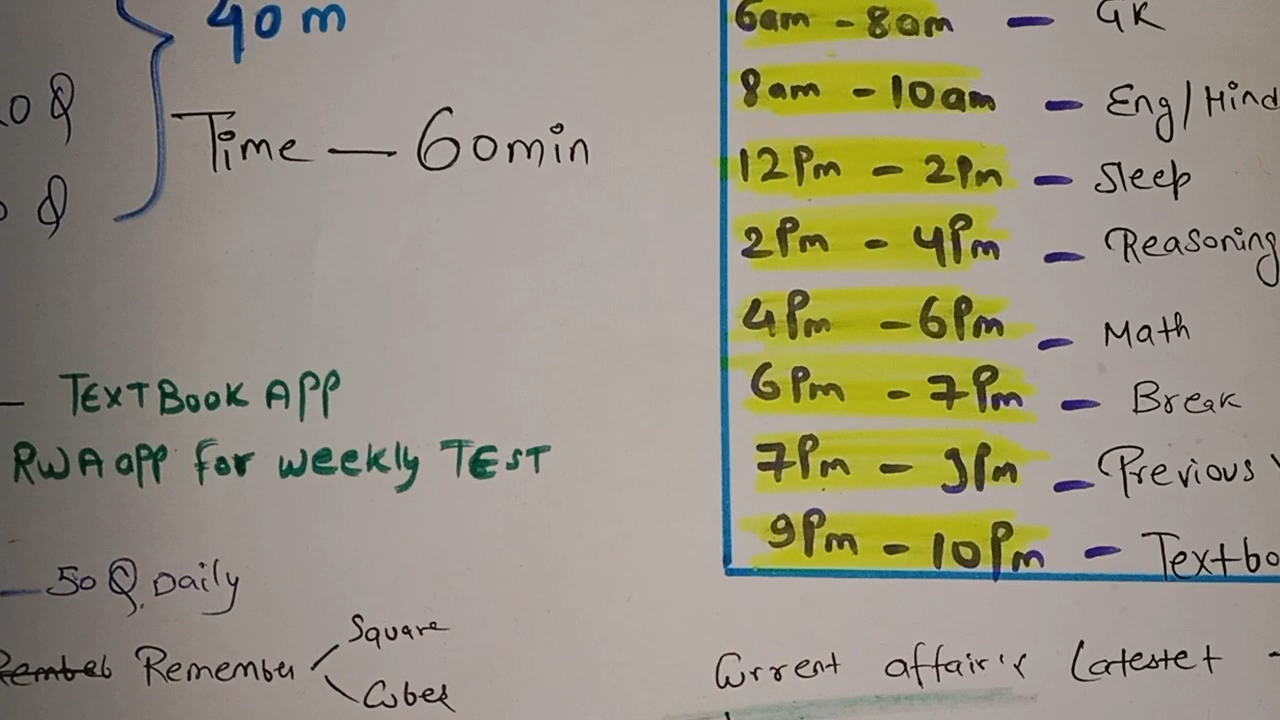 40 m
0 Q
Time — 60min
Q
- TEXTBOOK APP
RWA app for weekly TEST
- 50 Q. Daily
Remember Square
Cubes
6am - 8am - GK
8am - 10am - Eng/Hind
12Pm - 2Pm - Sleep
2Pm - 4Pm - Reasoning
4Pm - 6Pm - Math
6Pm - 7Pm - Break
7Pm - 9Pm - Previous
9Pm - 10Pm - Textbo
Current affair's Latestet -